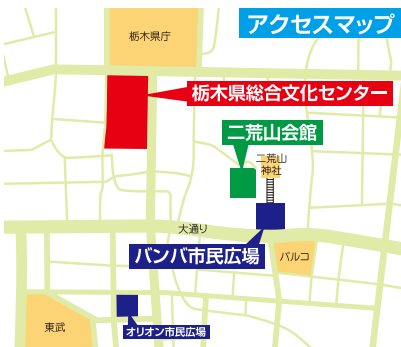 アクセスマップ
栃木県庁
栃木県総合文化センター
二荒山会館
二荒山
神社
大通り
バンバ市民広場
パルコ
東武
オリオン市民広場